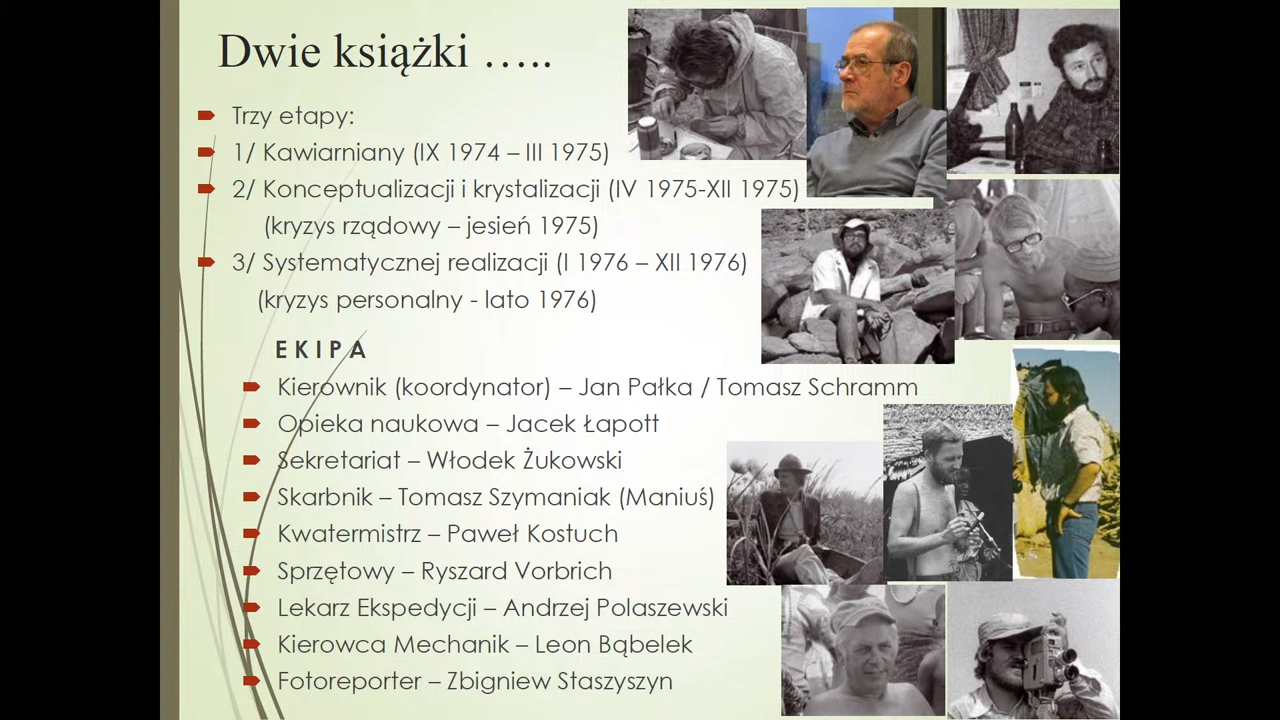 Dwie książki …..
Trzy etapy:
1/ Kawiarniany (IX 1974 – III 1975)
2/ Konceptualizacji i krystalizacji (IV 1975-XII 1975)
(kryzys rządowy – jesień 1975)
3/ Systematycznej realizacji (I 1976 – XII 1976)
(kryzys personalny - lato 1976)
E K I P A
Kierownik (koordynator) – Jan Pałka / Tomasz Schramm
Opieka naukowa – Jacek Łapott
Sekretariat – Włodek Żukowski
Skarbnik – Tomasz Szymaniak (Maniuś)
Kwatermistrz – Paweł Kostuch
Sprzętowy – Ryszard Vorbrich
Lekarz Ekspedycji – Andrzej Polaszewski
Kierowca Mechanik – Leon Bąbelek
Fotoreporter – Zbigniew Staszyszyn